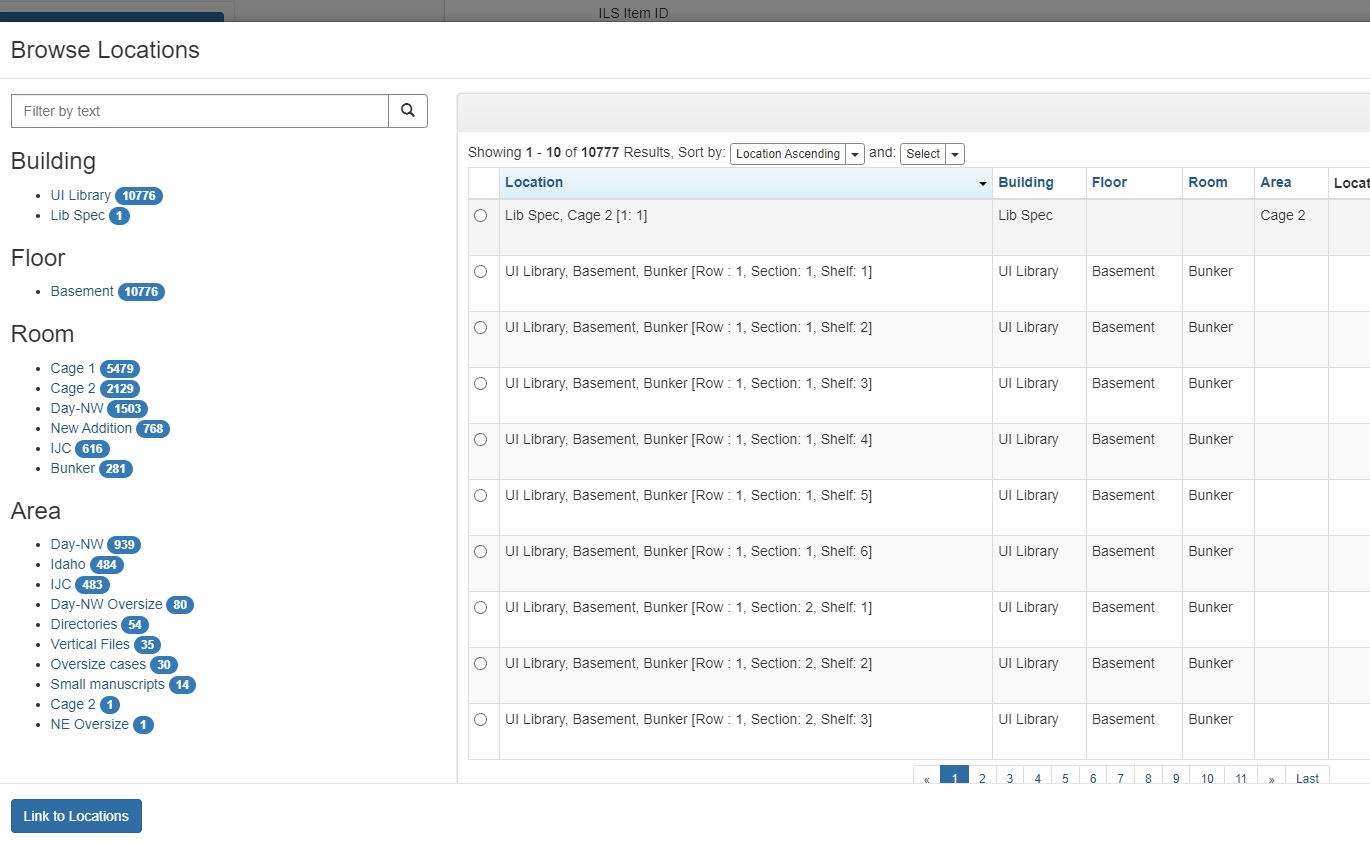 ILS Item ID
Browse Locations
Filter by text
Building
UI Library 10776
Lib Spec 1
Floor
Basement 10776
Room
Cage 1 5479
Cage 2 2129
Day-NW 1503
New Addition 768
IJC 616
Bunker 281
Area
Day-NW 939
Idaho 484
IJC 483
Day-NW Oversize 80
Directories 54
Vertical Files 35
Oversize cases 30
Small manuscripts 14
Cage 2 1
NE Oversize 1
Showing 1 - 10 of 10777 Results, Sort by: Location Ascending and: Select
Location Building Floor Room Area Locat
Lib Spec, Cage 2 [1: 1] Lib Spec Cage 2
UI Library, Basement, Bunker [Row : 1, Section: 1, Shelf: 1] UI Library Basement Bunker
UI Library, Basement, Bunker [Row : 1, Section: 1, Shelf: 2] UI Library Basement Bunker
UI Library, Basement, Bunker [Row : 1, Section: 1, Shelf: 3] UI Library Basement Bunker
UI Library, Basement, Bunker [Row : 1, Section: 1, Shelf: 4] UI Library Basement Bunker
UI Library, Basement, Bunker [Row : 1, Section: 1, Shelf: 5] UI Library Basement Bunker
UI Library, Basement, Bunker [Row : 1, Section: 1, Shelf: 6] UI Library Basement Bunker
UI Library, Basement, Bunker [Row : 1, Section: 2, Shelf: 1] UI Library Basement Bunker
UI Library, Basement, Bunker [Row : 1, Section: 2, Shelf: 2] UI Library Basement Bunker
UI Library, Basement, Bunker [Row : 1, Section: 2, Shelf: 3] UI Library Basement Bunker
« 1 2 3 4 5 6 7 8 9 10 11 » Last
Link to Locations